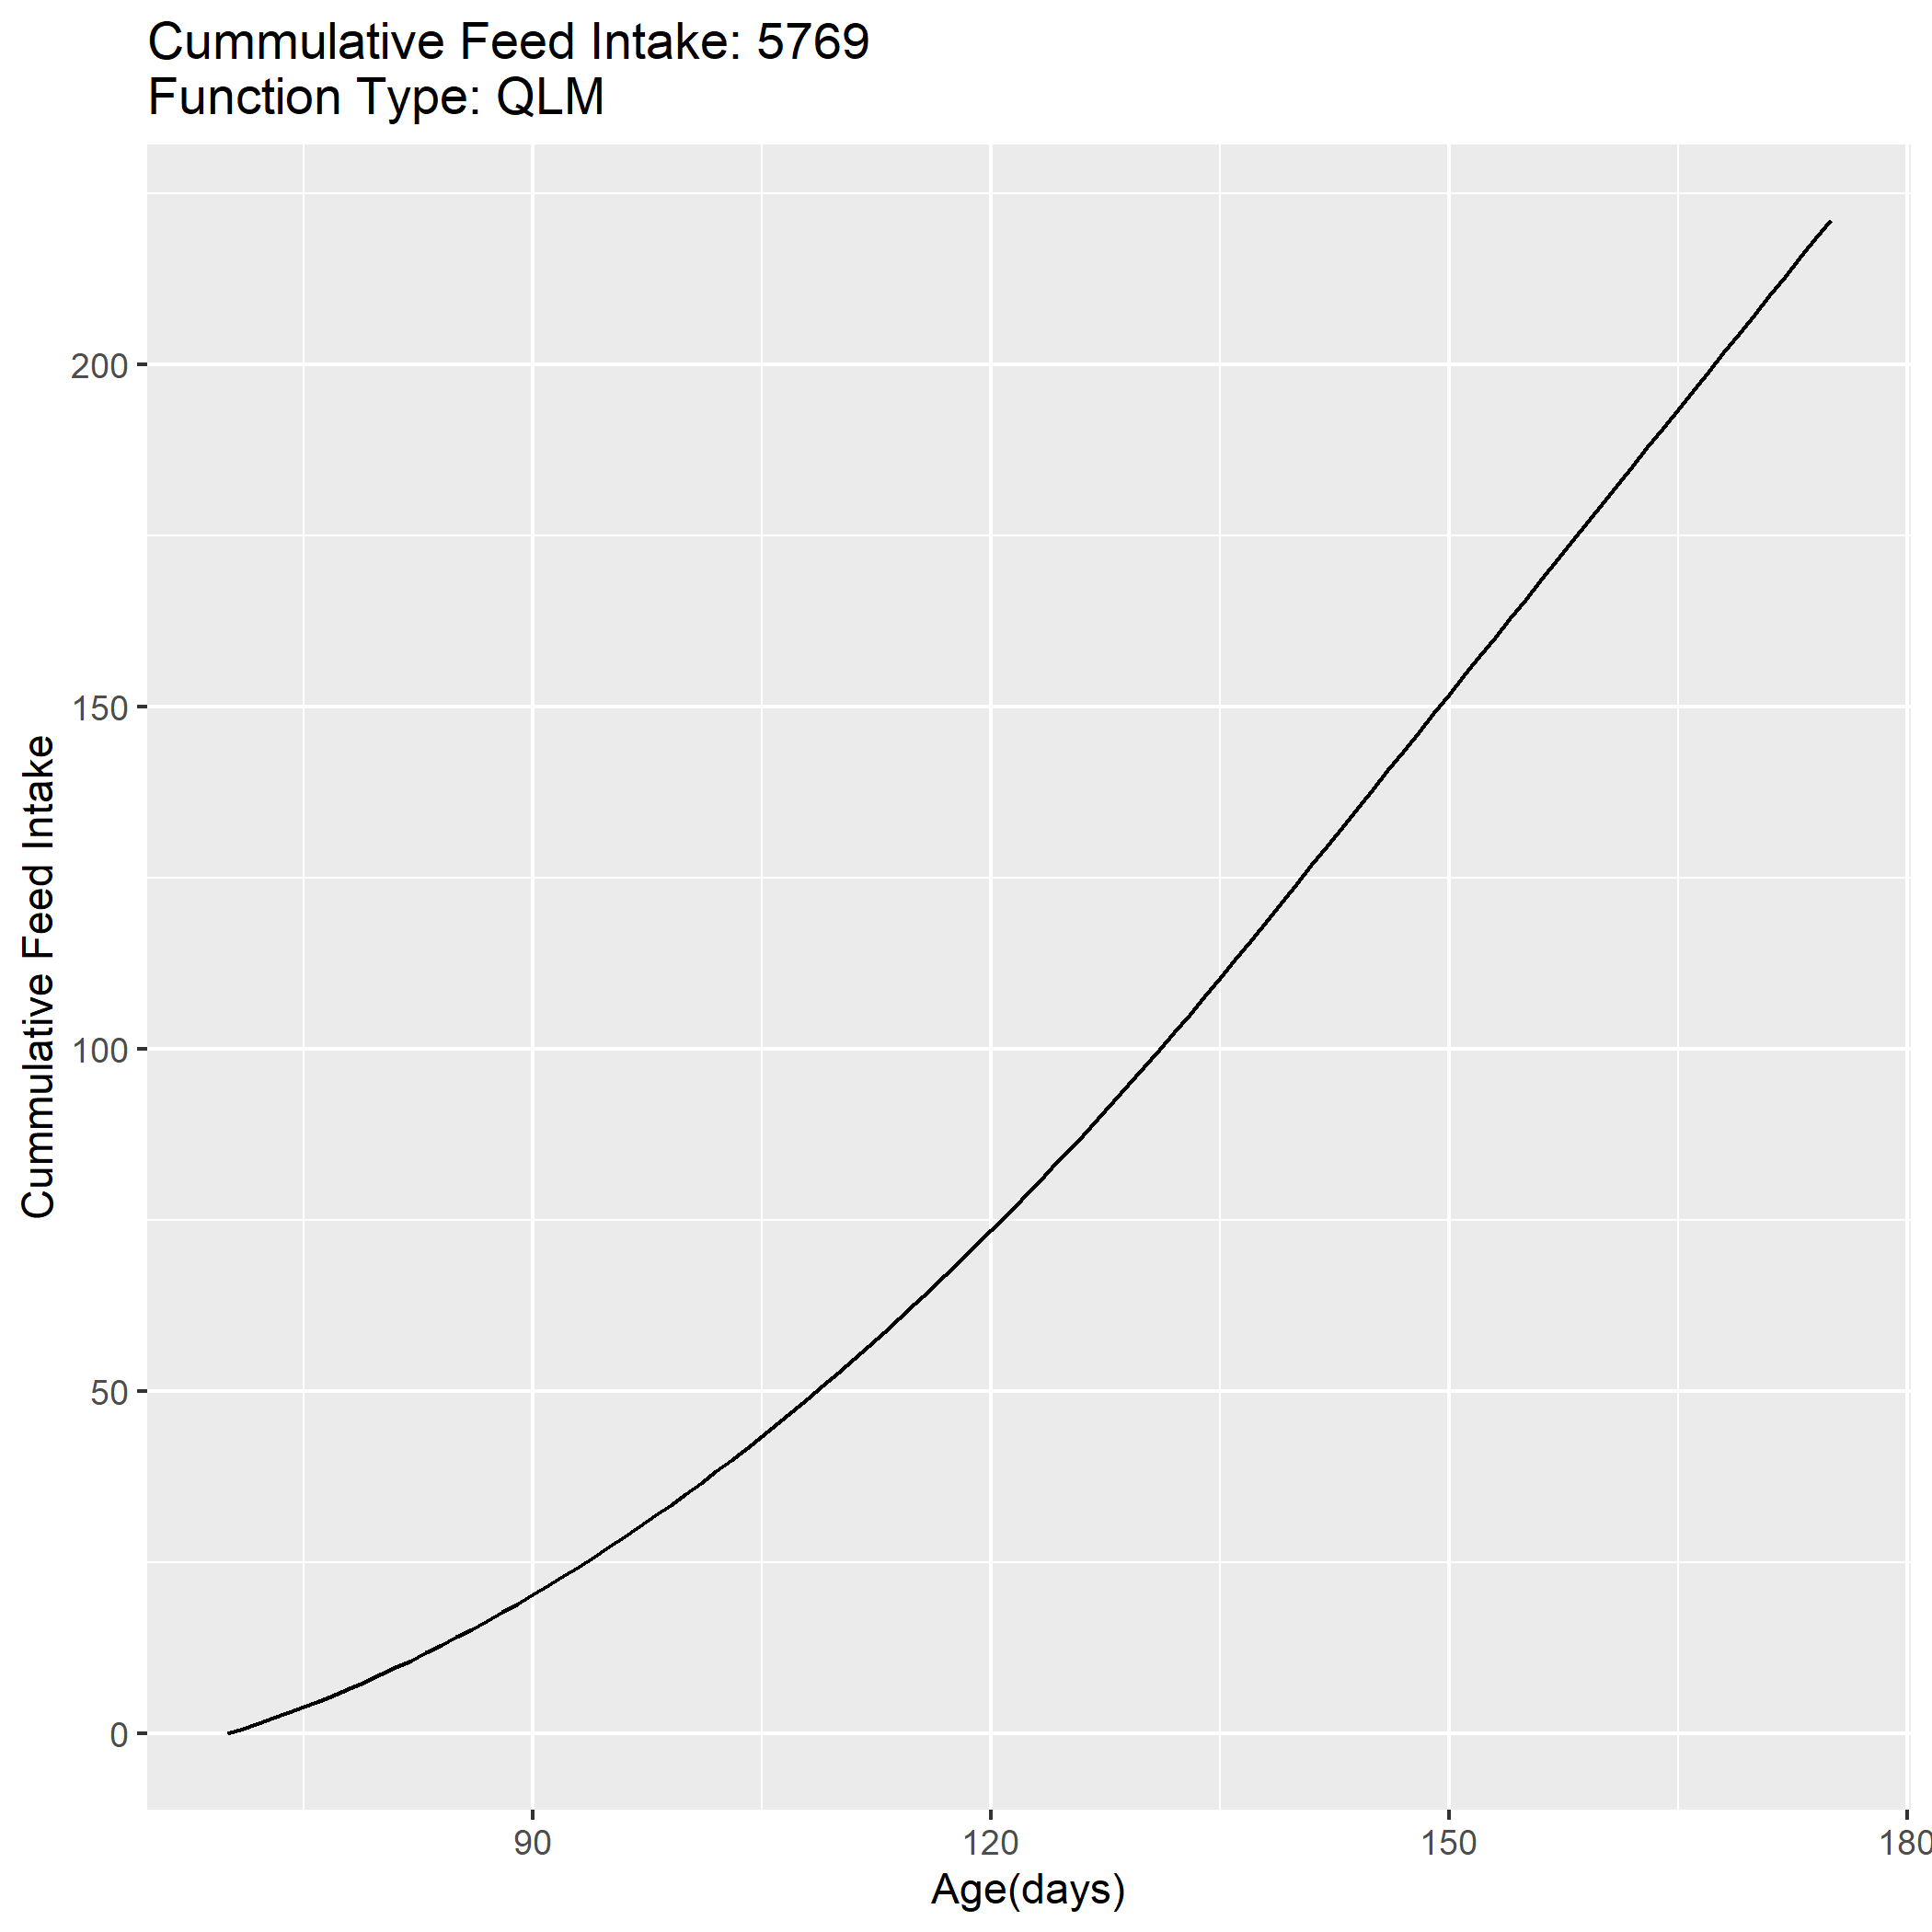 Cummulative Feed Intake: 5769
Function Type: QLM
Cummulative Feed Intake
200
150
100
50
0
90
120
150
180
Age(days)